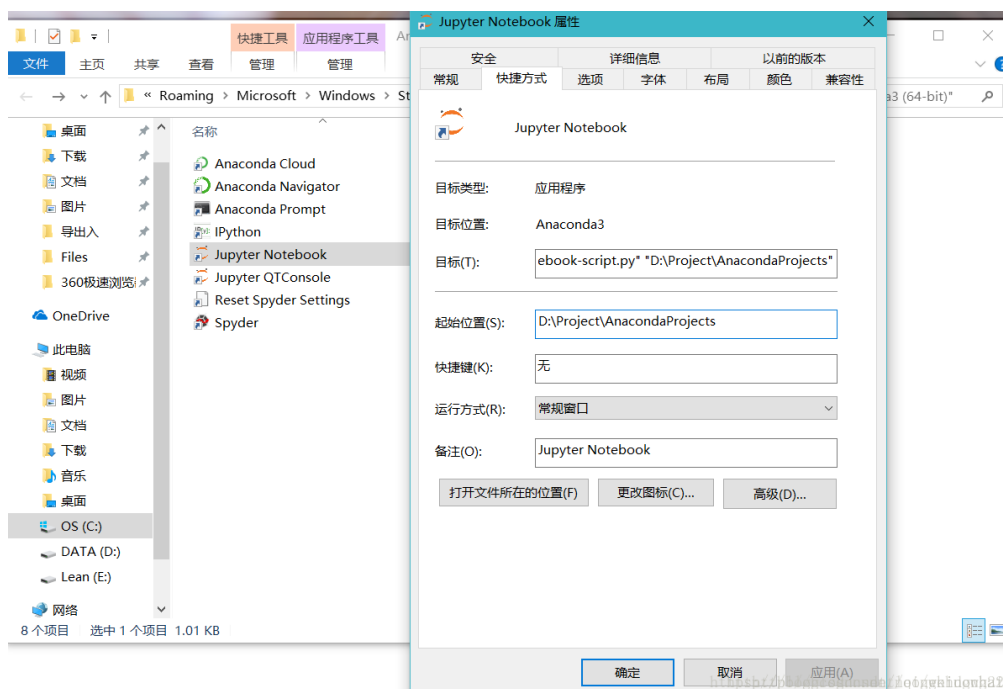 Jupyter Notebook 属性
快捷工具 应用程序工具
文件 主页 共享 查看 管理 管理
« Roaming > Microsoft > Windows >
(64-bit)"
安全 详细信息 以前的版本
常规 快捷方式 选项 字体 布局 颜色 兼容性
桌面
下载
文档
图片
导出入
Files
360极速浏览
OneDrive
此电脑
视频
图片
文档
下载
音乐
桌面
OS (C:)
DATA (D:)
Lean (E:)
网络
名称
Anaconda Cloud
Anaconda Navigator
Anaconda Prompt
IPython
Jupyter Notebook
Jupyter QTConsole
Reset Spyder Settings
Spyder
8 个项目 选中 1 个项目 1.01 KB
Jupyter Notebook
目标类型: 应用程序
目标位置: Anaconda3
目标(T): ebook-script.py" "D:\Project\AnacondaProjects"
起始位置(S): D:\Project\AnacondaProjects
快捷键(K): 无
运行方式(R): 常规窗口
备注(O): Jupyter Notebook
打开文件所在的位置(F) 更改图标(C)... 高级(D)...
确定 取消 应用(A)